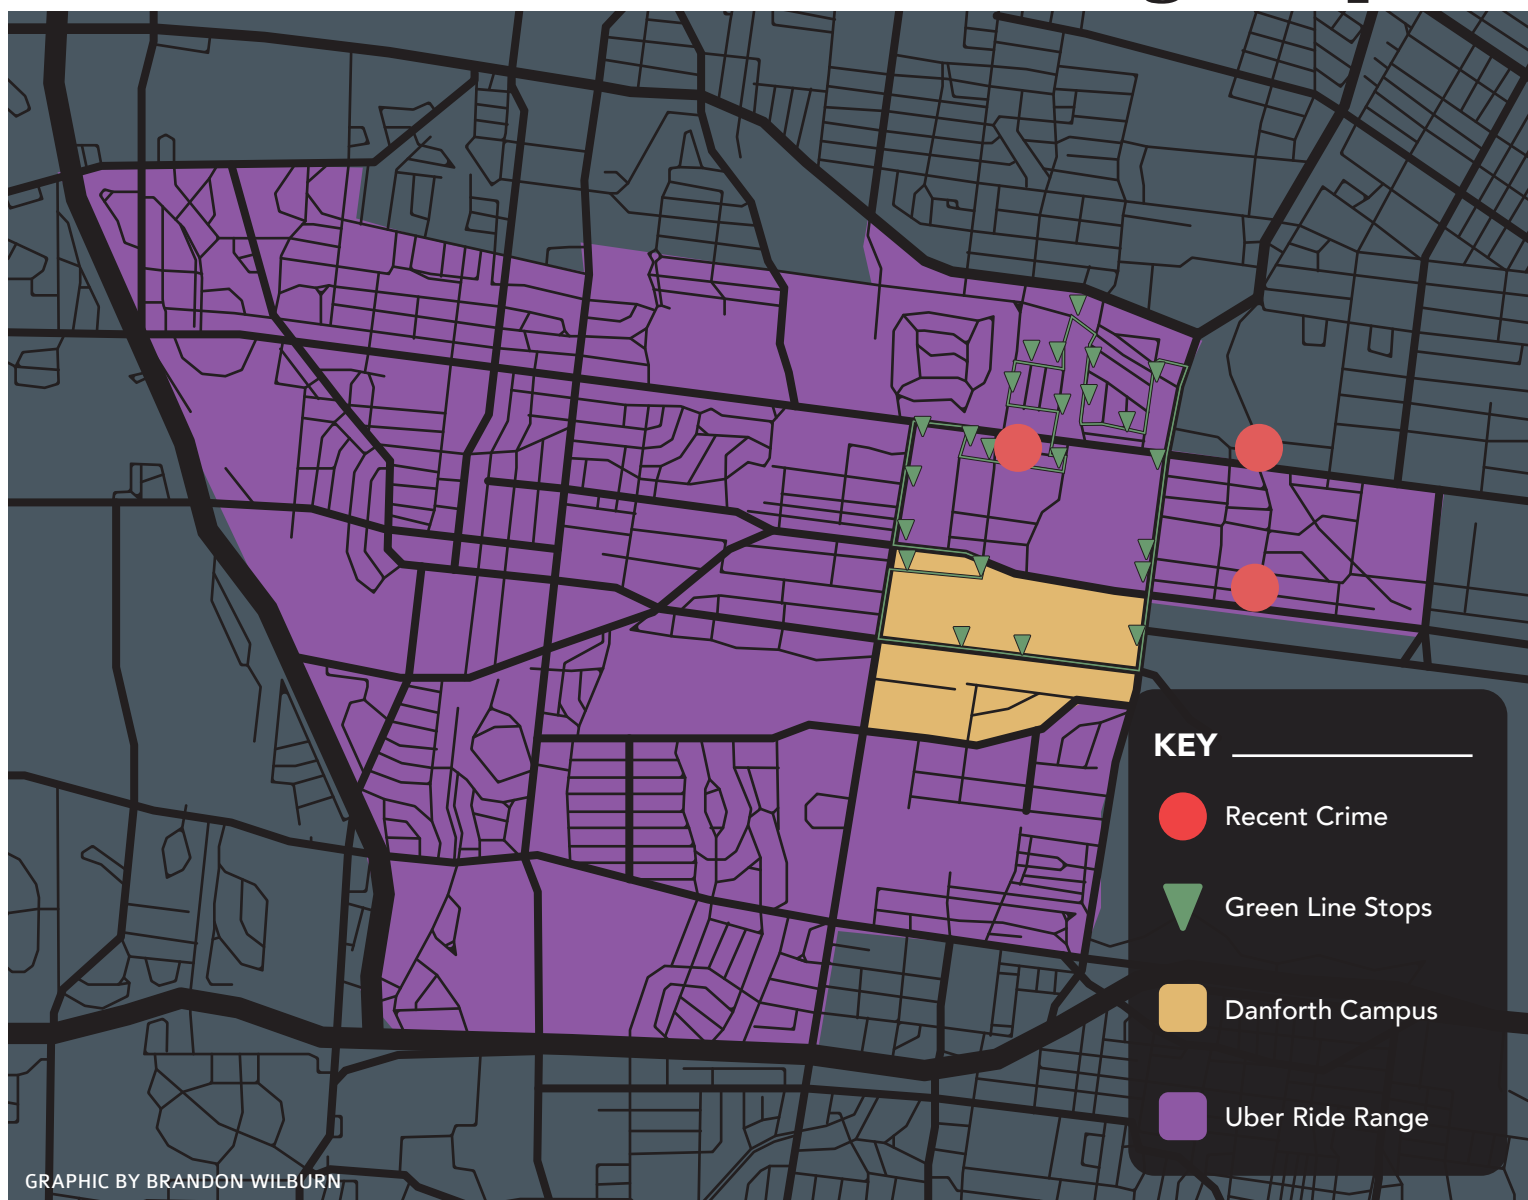 KEY
Recent Crime
Green Line Stops
Danforth Campus
Uber Ride Range
GRAPHIC BY BRANDON WILBURN